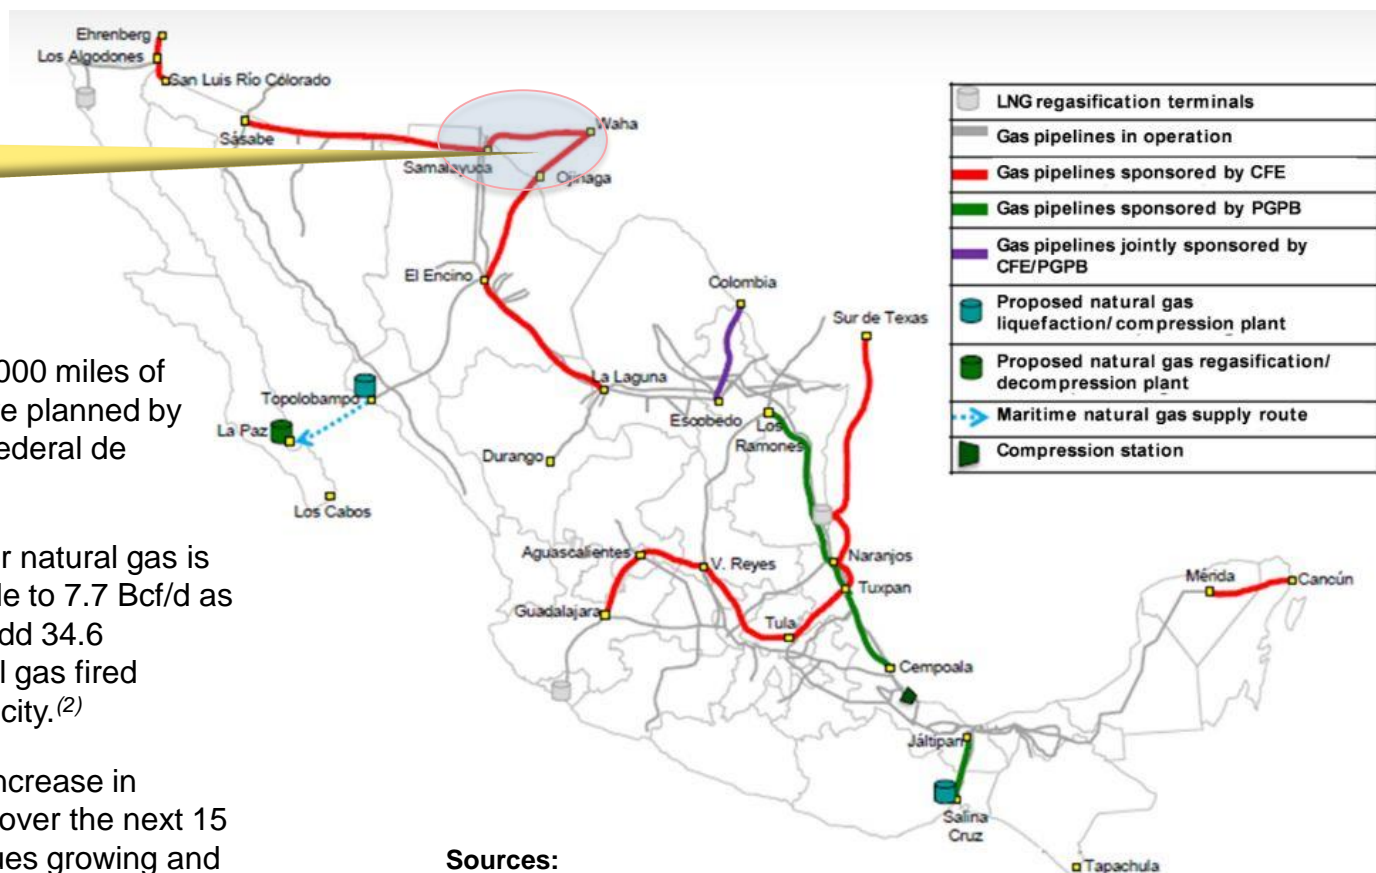 Ehrenberg
Los Algodones
San Luis Río Colorado
Sásabe
Samalayuca
Waha
Ojinaga
El Encino
Colombia
Sur de Texas
La Laguna
Topolobampo
La Paz
Escobedo
Los
Ramones
Durango
Los Cabos
Aguascalientes
V. Reyes
Naranjos
Tuxpan
Guadalajara
Tula
Cempoala
Mérida
Cancún
Jáltipan
Salina
Cruz
Tapachula
LNG regasification terminals
Gas pipelines in operation
Gas pipelines sponsored by CFE
Gas pipelines sponsored by PGPB
Gas pipelines jointly sponsored by
CFE/PGPB
Proposed natural gas
liquefaction/ compression plant
Proposed natural gas regasification/
decompression plant
Maritime natural gas supply route
Compression station
000 miles of
e planned by
ederal de
r natural gas is
le to 7.7 Bcf/d as
dd 34.6
l gas fired
city.(2)
ncrease in
over the next 15
ues growing and
Sources: